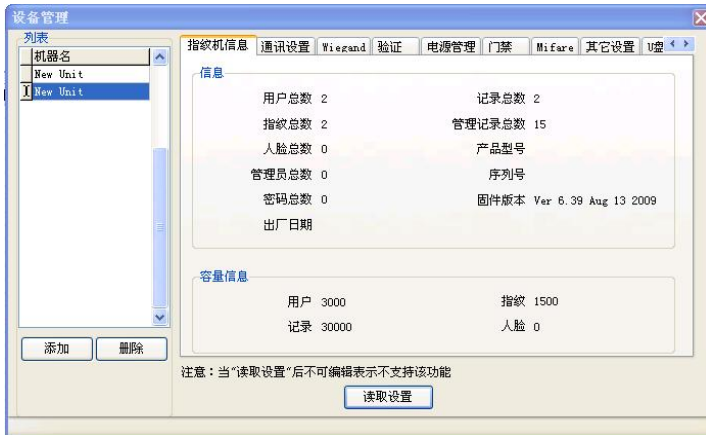 设备管理
列表
机器名
New Unit
New Unit
添加 删除
指纹机信息 通讯设置 Wiegand 验证 电源管理 门禁 Mifare 其它设置 U盘
信息
用户总数 2 记录总数 2
指纹总数 2 管理记录总数 15
人脸总数 0 产品型号
管理员总数 0 序列号
密码总数 0 固件版本 Ver 6.39 Aug 13 2009
出厂日期
容量信息
用户 3000 指纹 1500
记录 30000 人脸 0
注意：当"读取设置"后不可编辑表示不支持该功能
读取设置